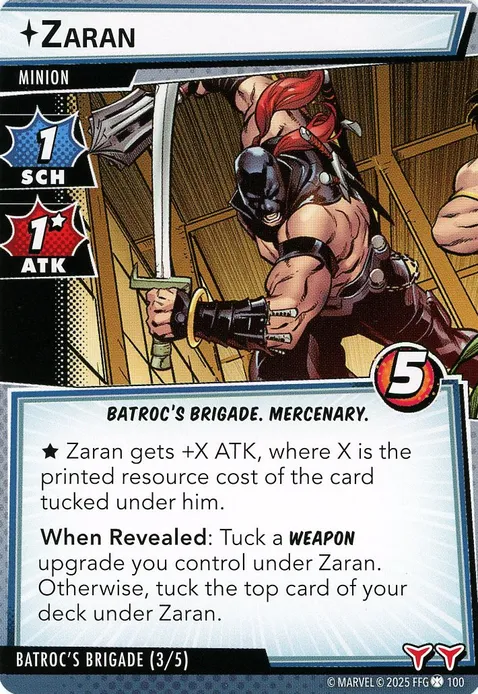 ZARAN
MINION
1
SCH
1★
ATK
5
BATROC'S BRIGADE. MERCENARY.
★ Zaran gets +X ATK, where X is the
printed resource cost of the card
tucked under him.
When Revealed: Tuck a WEAPON
upgrade you control under Zaran.
Otherwise, tuck the top card of your
deck under Zaran.
BATROC'S BRIGADE (3/5)
© MARVEL © 2025 FFG 100